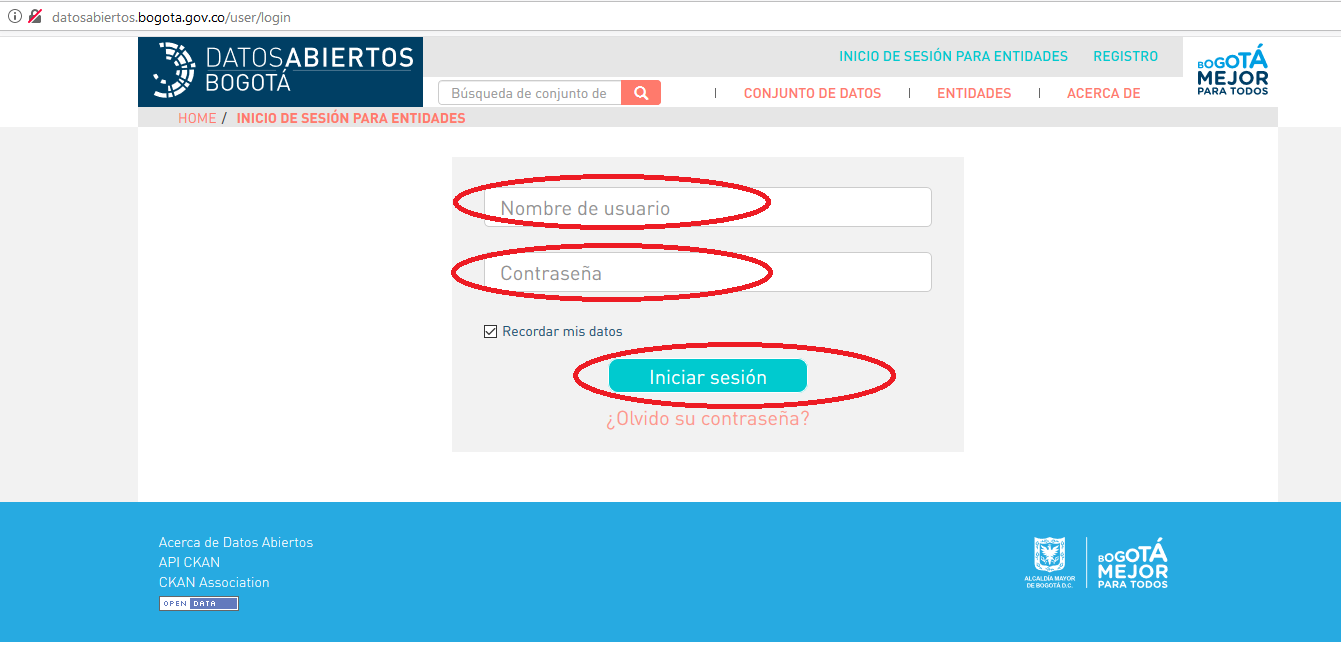 datosabiertos.bogota.gov.co/user/login
DATOSABIERTOS
BOGOTÁ
INICIO DE SESIÓN PARA ENTIDADES REGISTRO
BOGOTÁ
MEJOR
PARA TODOS
Búsqueda de conjunto de
| CONJUNTO DE DATOS | ENTIDADES | ACERCA DE
HOME / INICIO DE SESIÓN PARA ENTIDADES
Nombre de usuario
Contraseña
Recordar mis datos
Iniciar sesión
¿Olvido su contraseña?
Acerca de Datos Abiertos
API CKAN
CKAN Association
OPEN DATA
ALCALDÍA MAYOR
DE BOGOTÁ D.C.
BOGOTÁ
MEJOR
PARA TODOS